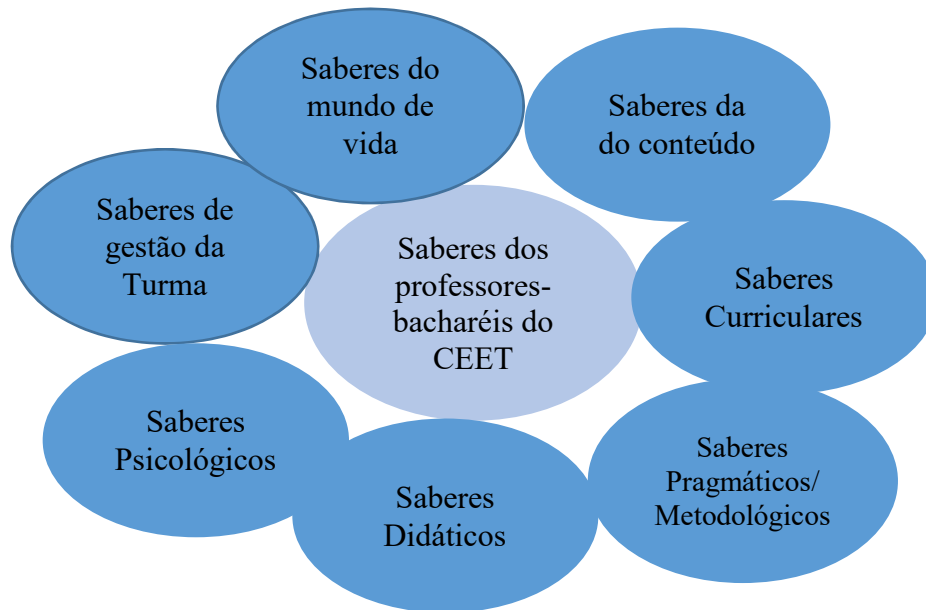 Saberes do
mundo de
vida
Saberes da
do conteúdo
Saberes de
gestão da
Turma
Saberes dos
professores-
bacharéis do
CEET
Saberes
Curriculares
Saberes
Psicológicos
Saberes
Pragmáticos/
Metodológicos
Saberes
Didáticos